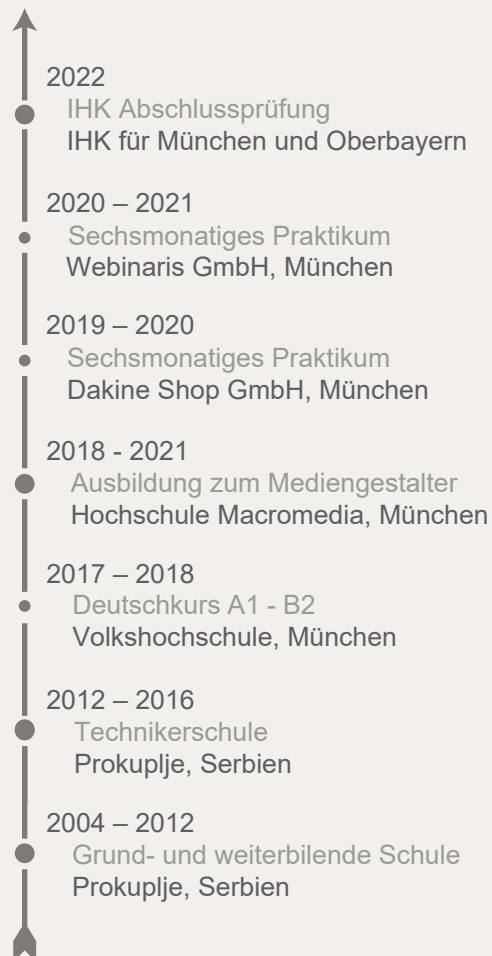 2022
IHK Abschlussprüfung
IHK für München und Oberbayern
2020 – 2021
Sechsmonatiges Praktikum
Webinaris GmbH, München
2019 – 2020
Sechsmonatiges Praktikum
Dakine Shop GmbH, München
2018 - 2021
Ausbildung zum Mediengestalter
Hochschule Macromedia, München
2017 – 2018
Deutschkurs A1 - B2
Volkshochschule, München
2012 – 2016
Technikerschule
Prokuplje, Serbien
2004 – 2012
Grund- und weiterbilende Schule
Prokuplje, Serbien